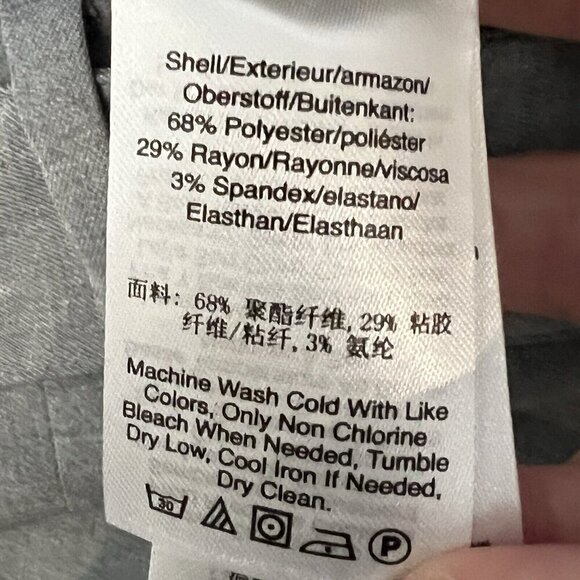 Shell/Exterieur/armazon/
Oberstoff/Buitenkant:
68% Polyester/poliéster
29% Rayon/Rayonne/viscosa
3% Spandex/elastano/
Elasthan/Elasthaan
面料: 68% 聚酯纤维, 29% 粘胶
纤维/粘纤, 3% 氨纶
Machine Wash Cold With Like
Colors, Only Non Chlorine
Bleach When Needed, Tumble
Dry Low, Cool Iron If Needed,
Dry Clean.
30 P